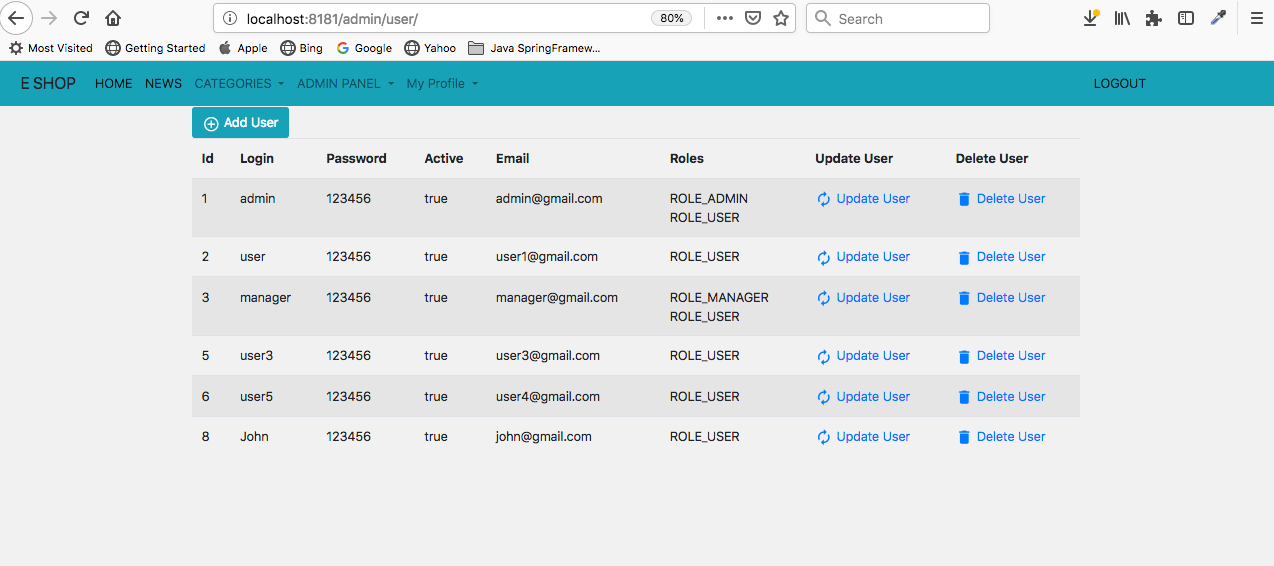 localhost:8181/admin/user/
80%
Search
Most Visited
Getting Started
Apple
Bing
Google
Yahoo
Java SpringFramew...
E SHOP HOME NEWS CATEGORIES ADMIN PANEL My Profile LOGOUT
Add User
Id Login Password Active Email Roles Update User Delete User
1 admin 123456 true admin@gmail.com ROLE_ADMIN Update User Delete User
ROLE_USER
2 user 123456 true user1@gmail.com ROLE_USER Update User Delete User
3 manager 123456 true manager@gmail.com ROLE_MANAGER Update User Delete User
ROLE_USER
5 user3 123456 true user3@gmail.com ROLE_USER Update User Delete User
6 user5 123456 true user4@gmail.com ROLE_USER Update User Delete User
8 John 123456 true john@gmail.com ROLE_USER Update User Delete User